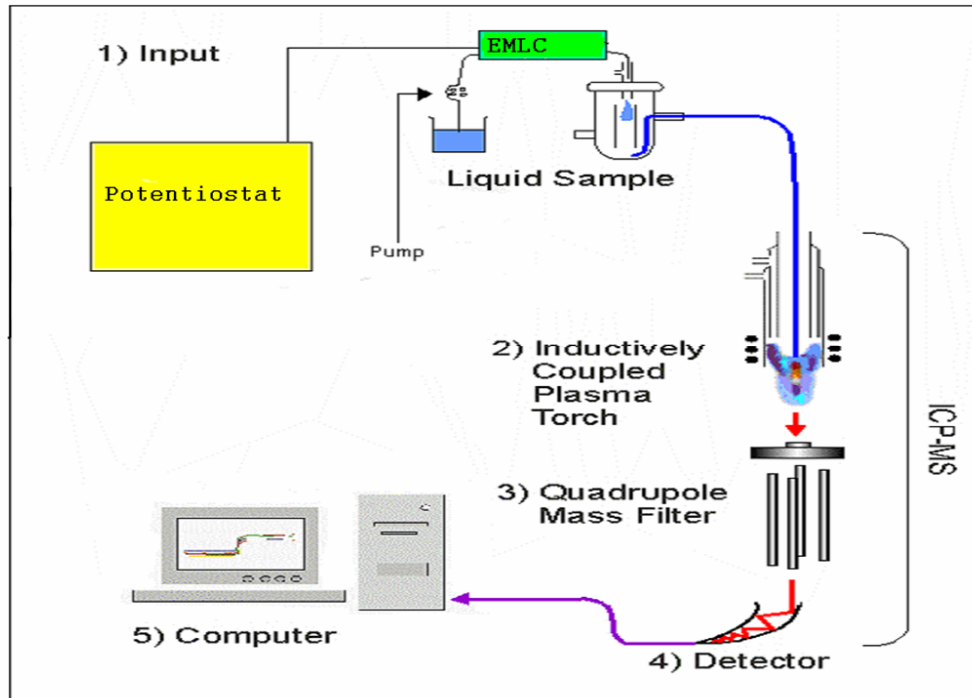 1) Input
EMLC
Potentiostat
Liquid Sample
Pump
2) Inductively
Coupled
Plasma
Torch
ICP-MS
3) Quadrupole
Mass Filter
5) Computer
4) Detector